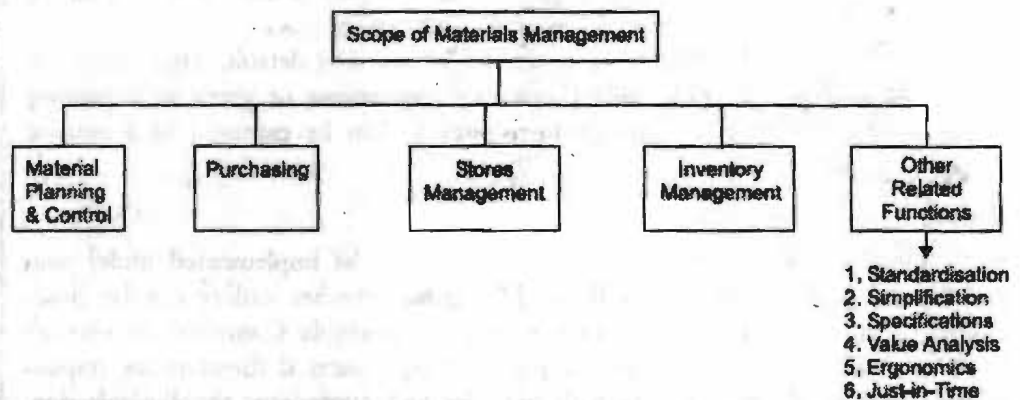 Scope of Materials Management
Material
Planning
& Control
Purchasing
Stores
Management
Inventory
Management
Other
Related
Functions
1, Standardisation
2. Simplification
3. Specifications
4. Value Analysis
5, Ergonomics
6, Just-in-Time